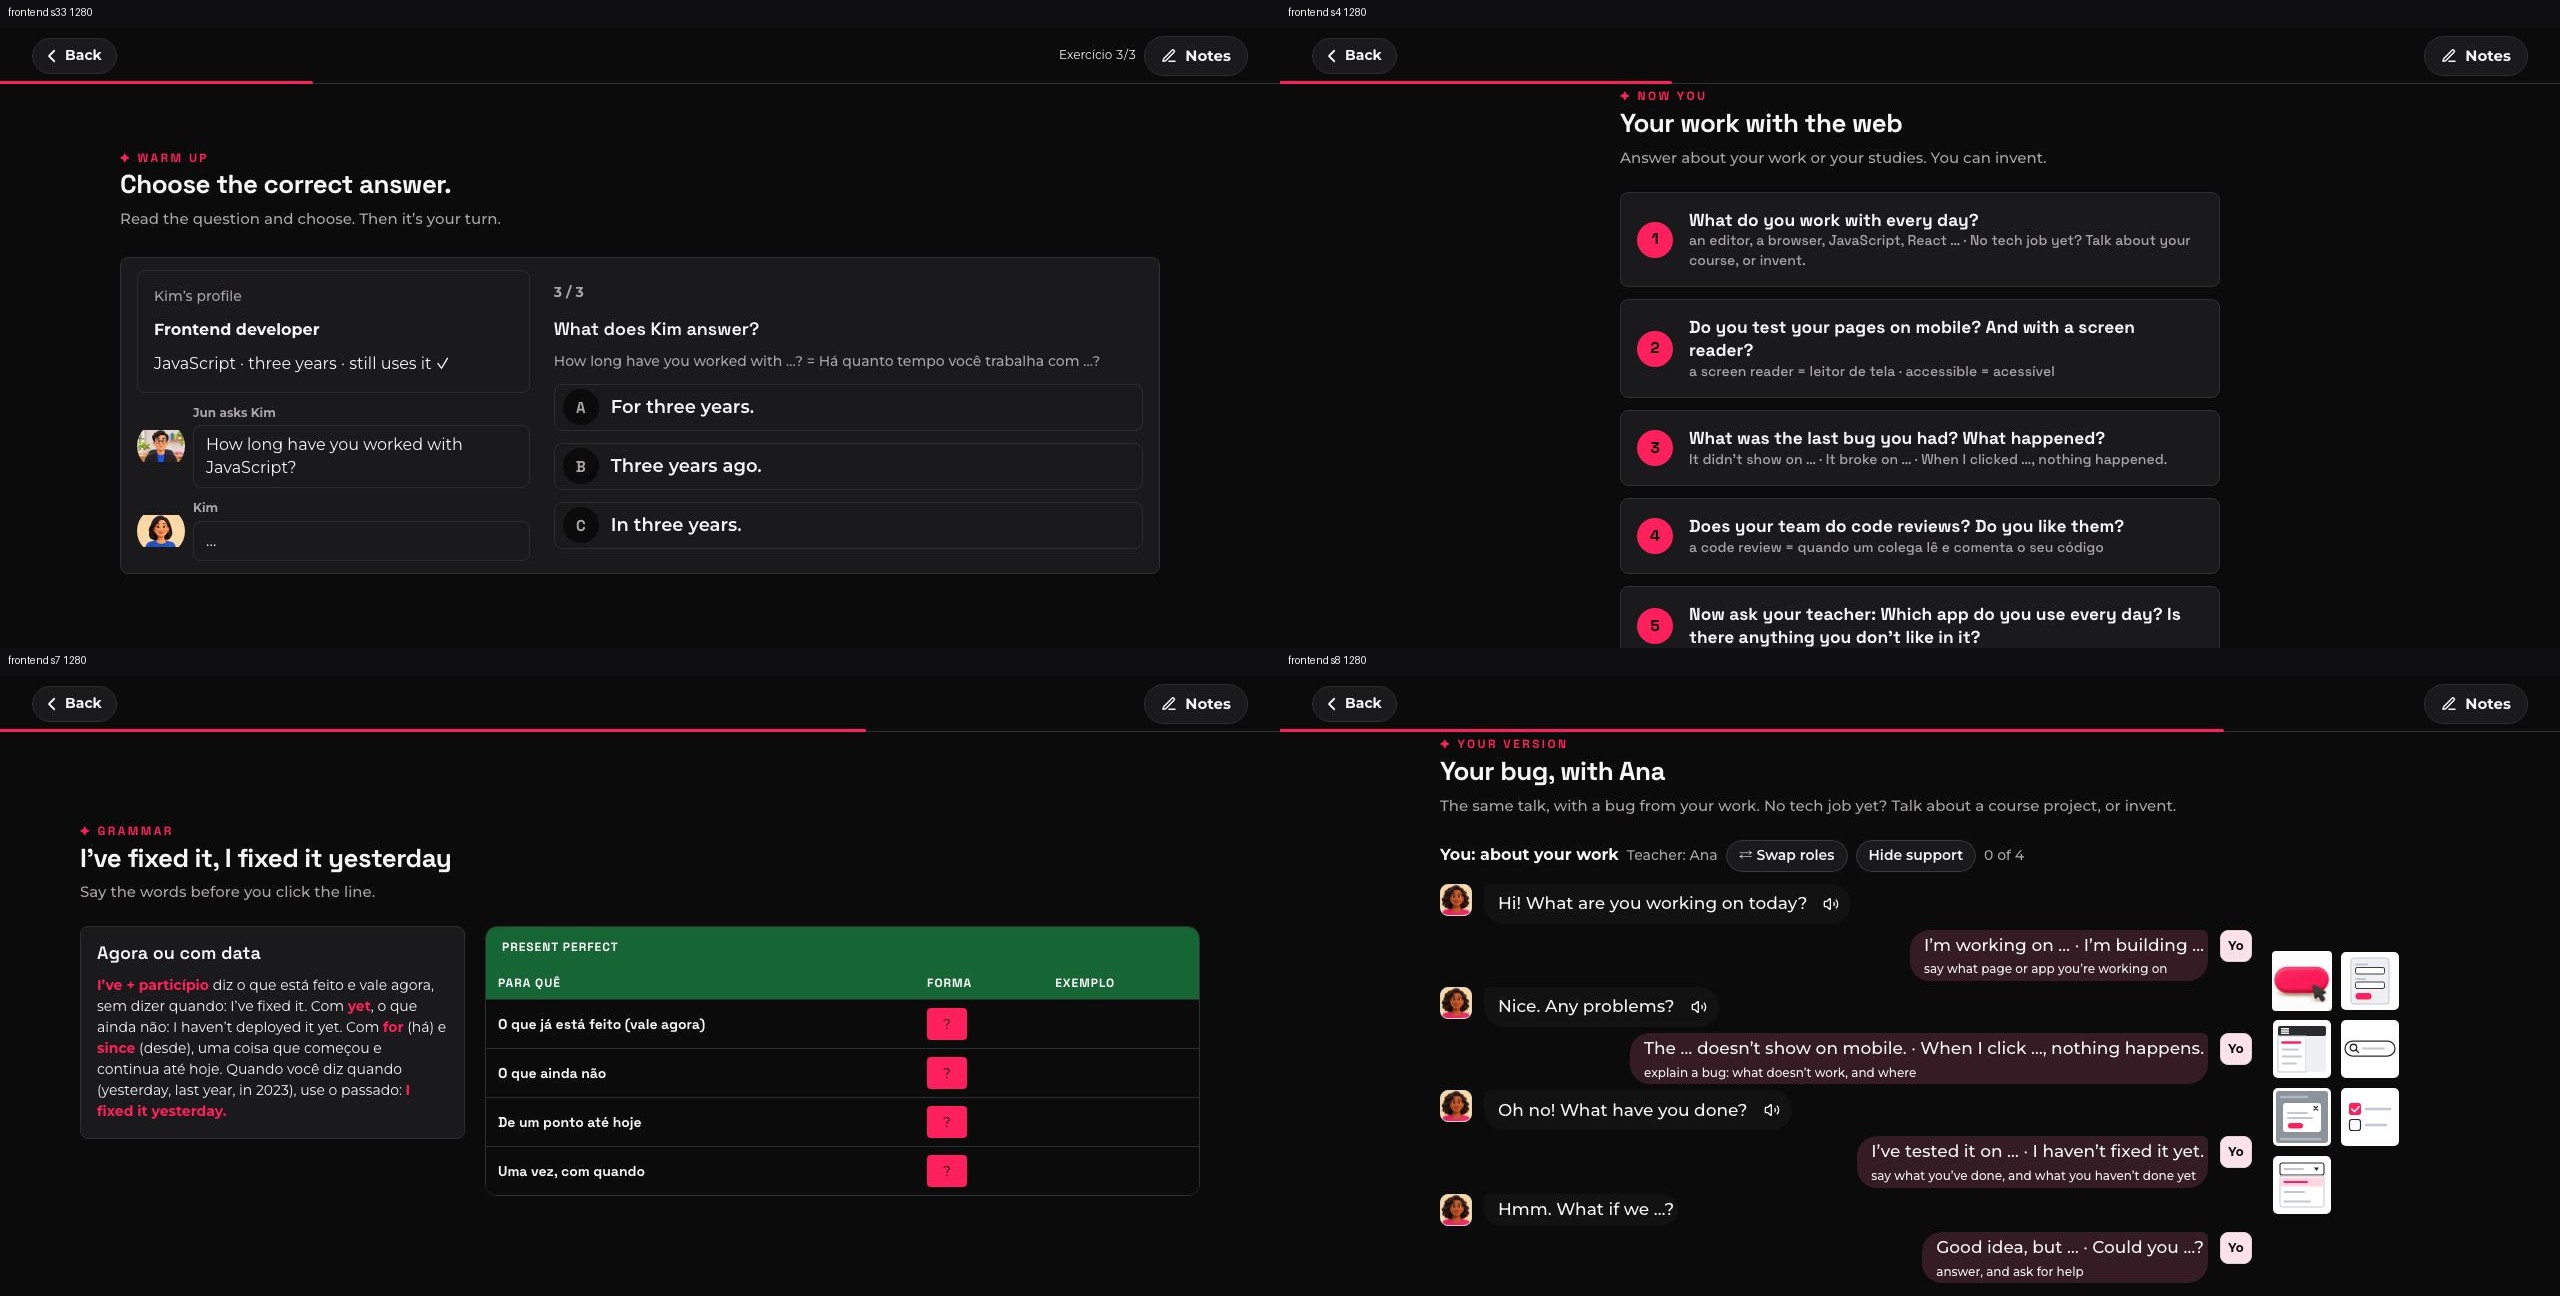 frontend s33 1280
Back
Exercício 3/3
Notes
WARM UP
Choose the correct answer.
Read the question and choose. Then it's your turn.
Kim's profile
Frontend developer
JavaScript · three years · still uses it ✓
Jun asks Kim
How long have you worked with
JavaScript?
Kim
...
3 / 3
What does Kim answer?
How long have you worked with ...? = Há quanto tempo você trabalha com ...?
A For three years.
B Three years ago.
C In three years.
frontend s4 1280
Back
Notes
NOW YOU
Your work with the web
Answer about your work or your studies. You can invent.
1
What do you work with every day?
an editor, a browser, JavaScript, React ... · No tech job yet? Talk about your
course, or invent.
2
Do you test your pages on mobile? And with a screen
reader?
a screen reader = leitor de tela · accessible = acessível
3
What was the last bug you had? What happened?
It didn't show on ... · It broke on ... · When I clicked ..., nothing happened.
4
Does your team do code reviews? Do you like them?
a code review = quando um colega lê e comenta o seu código
5
Now ask your teacher: Which app do you use every day? Is
there anything you don't like in it?
frontend s7 1280
Back
Notes
GRAMMAR
I've fixed it, I fixed it yesterday
Say the words before you click the line.
Agora ou com data
I've + particípio diz o que está feito e vale agora,
sem dizer quando: I've fixed it. Com yet, o que
ainda não: I haven't deployed it yet. Com for (há) e
since (desde), uma coisa que começou e
continua até hoje. Quando você diz quando
(yesterday, last year, in 2023), use o passado: I
fixed it yesterday.
PRESENT PERFECT
PARA QUÊ FORMA EXEMPLO
O que já está feito (vale agora) ?
O que ainda não ?
De um ponto até hoje ?
Uma vez, com quando ?
frontend s8 1280
Back
Notes
YOUR VERSION
Your bug, with Ana
The same talk, with a bug from your work. No tech job yet? Talk about a course project, or invent.
You: about your work Teacher: Ana ⇄ Swap roles Hide support 0 of 4
Hi! What are you working on today?
I'm working on ... · I'm building ...
say what page or app you're working on
Yo
Nice. Any problems?
The ... doesn't show on mobile. · When I click ..., nothing happens.
explain a bug: what doesn't work, and where
Yo
Oh no! What have you done?
I've tested it on ... · I haven't fixed it yet.
say what you've done, and what you haven't done yet
Yo
Hmm. What if we ...?
Good idea, but ... · Could you ...?
answer, and ask for help
Yo